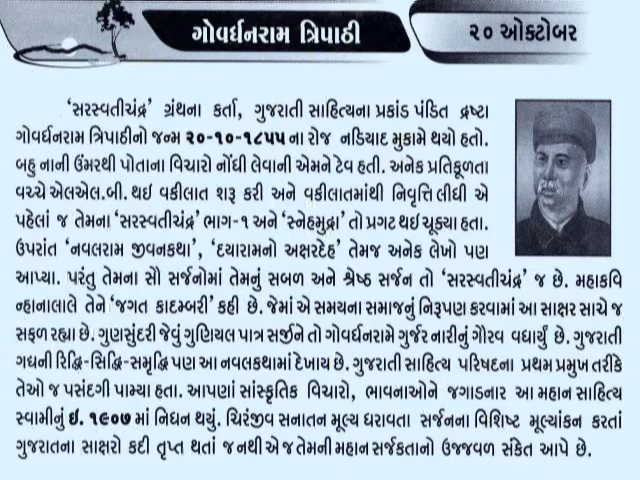 ગોવર્ધનરામ ત્રિપાઠી
૨૦ ઓક્ટોબર
‘સરસ્વતીચંદ્ર’ ગ્રંથના કર્તા, ગુજરાતી સાહિત્યના પ્રકાંડ પંડિત દ્રષ્ટા
ગોવર્ધનરામ ત્રિપાઠીનો જન્મ ૨૦-૧૦-૧૮૫૫ ના રોજ નડિયાદ મુકામે થયો હતો.
બહુ નાની ઉંમરથી પોતાના વિચારો નોંધી લેવાની એમને ટેવ હતી. અનેક પ્રતિકૂળતા
વચ્ચે એલએલ.બી. થઇ વકીલાત શરૂ કરી અને વકીલાતમાંથી નિવૃત્તિ લીધી એ
પહેલાં જ તેમના ‘સરસ્વતીચંદ્ર’ ભાગ-૧ અને ‘સ્નેહમુદ્રા’ તો પ્રગટ થઇ ચૂક્યા હતા.
ઉપરાંત ‘નવલરામ જીવનકથા’, ‘દયારામનો અક્ષરદેહ’ તેમજ અનેક લેખો પણ
આપ્યા. પરંતુ તેમના સૌ સર્જનોમાં તેમનું સબળ અને શ્રેષ્ઠ સર્જન તો ‘સરસ્વતીચંદ્ર’ જ છે. મહાકવિ
ન્હાનાલાલે તેને ‘જગત કાદમ્બરી’ કહી છે. જેમાં એ સમયના સમાજનું નિરૂપણ કરવામાં આ સાક્ષર સાચે જ
સફળ રહ્યા છે. ગુણસુંદરી જેવું ગુણિયલ પાત્ર સર્જીને તો ગોવર્ધનરામે ગુર્જર નારીનું ગૌરવ વધાર્યું છે. ગુજરાતી
ગદ્યની રિદ્ધિ-સિદ્ધિ-સમૃદ્ધિ પણ આ નવલકથામાં દેખાય છે. ગુજરાતી સાહિત્ય પરિષદના પ્રથમ પ્રમુખ તરીકે
તેઓ જ પસંદગી પામ્યા હતા. આપણાં સાંસ્કૃતિક વિચારો, ભાવનાઓને જગાડનાર આ મહાન સાહિત્ય
સ્વામીનું ઇ. ૧૯૦૭ માં નિધન થયું. ચિરંજીવ સનાતન મૂલ્ય ધરાવતા સર્જનના વિશિષ્ટ મૂલ્યાંકન કરતાં
ગુજરાતના સાક્ષરો કદી તૃપ્ત થતાં જ નથી એ જ તેમની મહાન સર્જકતાનો ઉજ્જવળ સંકેત આપે છે.